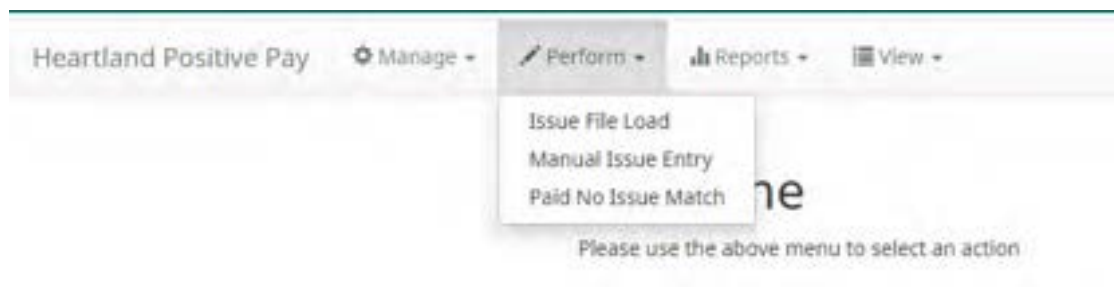 Heartland Positive Pay Manage Perform Reports View
Issue File Load
Manual Issue Entry
Paid No Issue Match
Please use the above menu to select an action